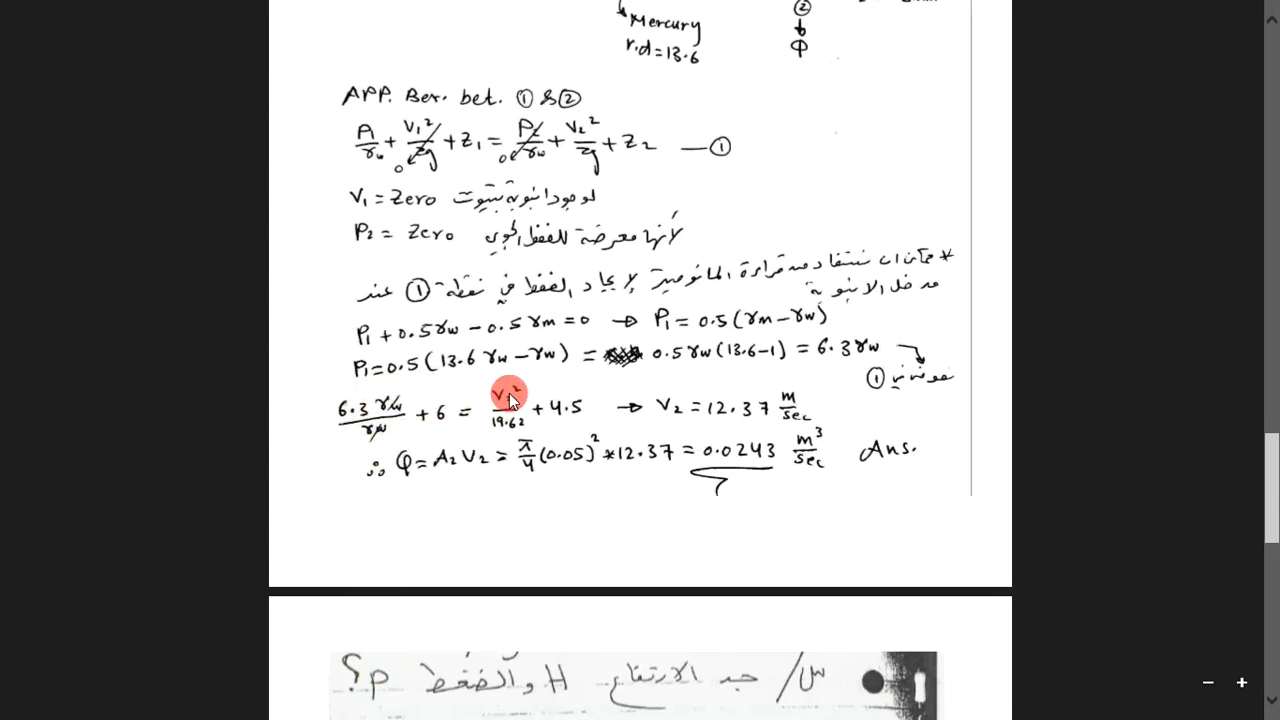 Mercury
r.d=13.6
②
φ
APP. Ber. bet. ① & ②
P₁/γw + V₁²/2g + Z₁ = P₂/γw + V₂²/2g + Z₂ —①
V₁ = Zero لوجود انبوبة بيتوت
P₂ = Zero لأنها معرضة للضغط الجوي
* ممكن ان نستفاد من قراءة المانوميتر لإيجاد الضغط في نقطة ① عند
مدخل الانبوبة
P₁ + 0.5γw - 0.5γm = 0 → P₁ = 0.5(γm - γw)
P₁ = 0.5(13.6 γw - γw) = 0.5γw(13.6-1) = 6.3γw
نعوض في ①
6.3γw/γw + 6 = V₂²/19.62 + 4.5 → V₂ = 12.37 m/sec
∴ φ = A₂V₂ = π/4 (0.05)² * 12.37 = 0.0243 m³/sec Ans.
س/ جد الارتفاع H والضغط P؟